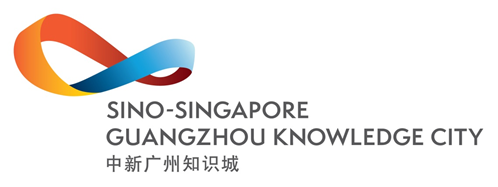 SINO-SINGAPORE
GUANGZHOU KNOWLEDGE CITY
中新广州知识城